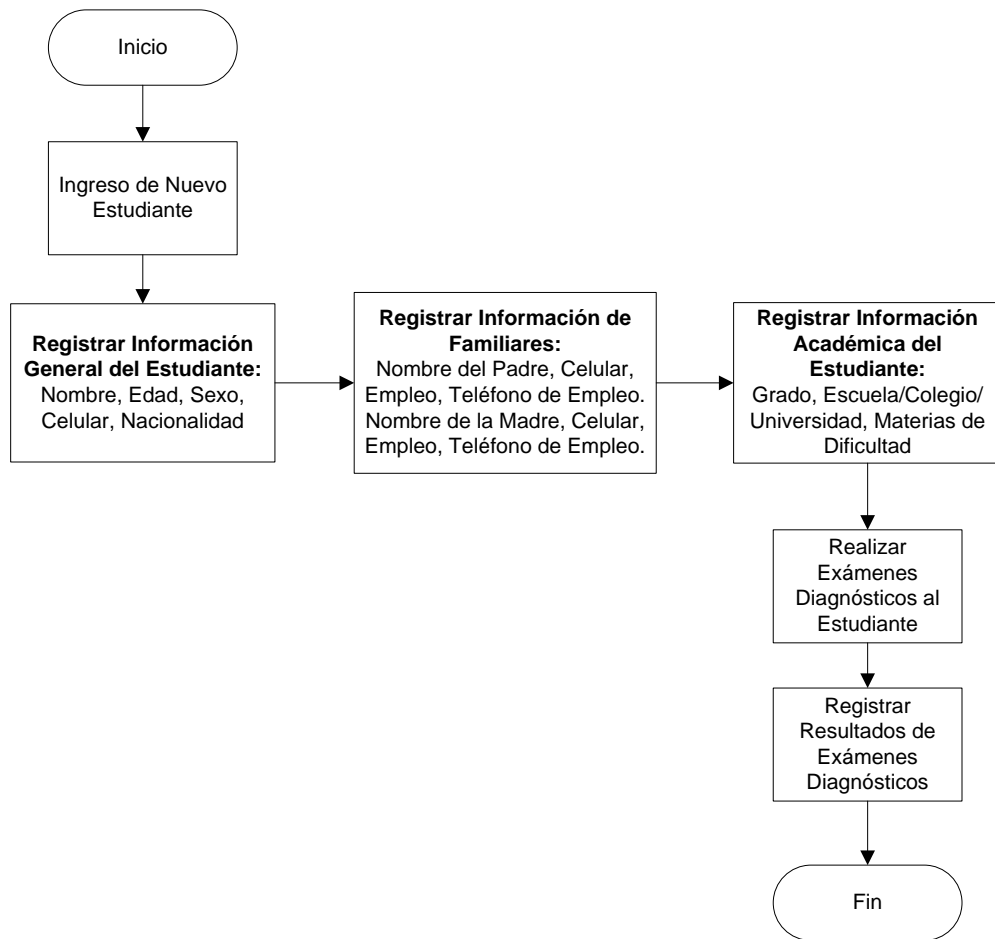 Inicio
Ingreso de Nuevo
Estudiante
Registrar Información
General del Estudiante:
Nombre, Edad, Sexo,
Celular, Nacionalidad
Registrar Información de
Familiares:
Nombre del Padre, Celular,
Empleo, Teléfono de Empleo.
Nombre de la Madre, Celular,
Empleo, Teléfono de Empleo.
Registrar Información
Académica del
Estudiante:
Grado, Escuela/Colegio/
Universidad, Materias de
Dificultad
Realizar
Exámenes
Diagnósticos al
Estudiante
Registrar
Resultados de
Exámenes
Diagnósticos
Fin